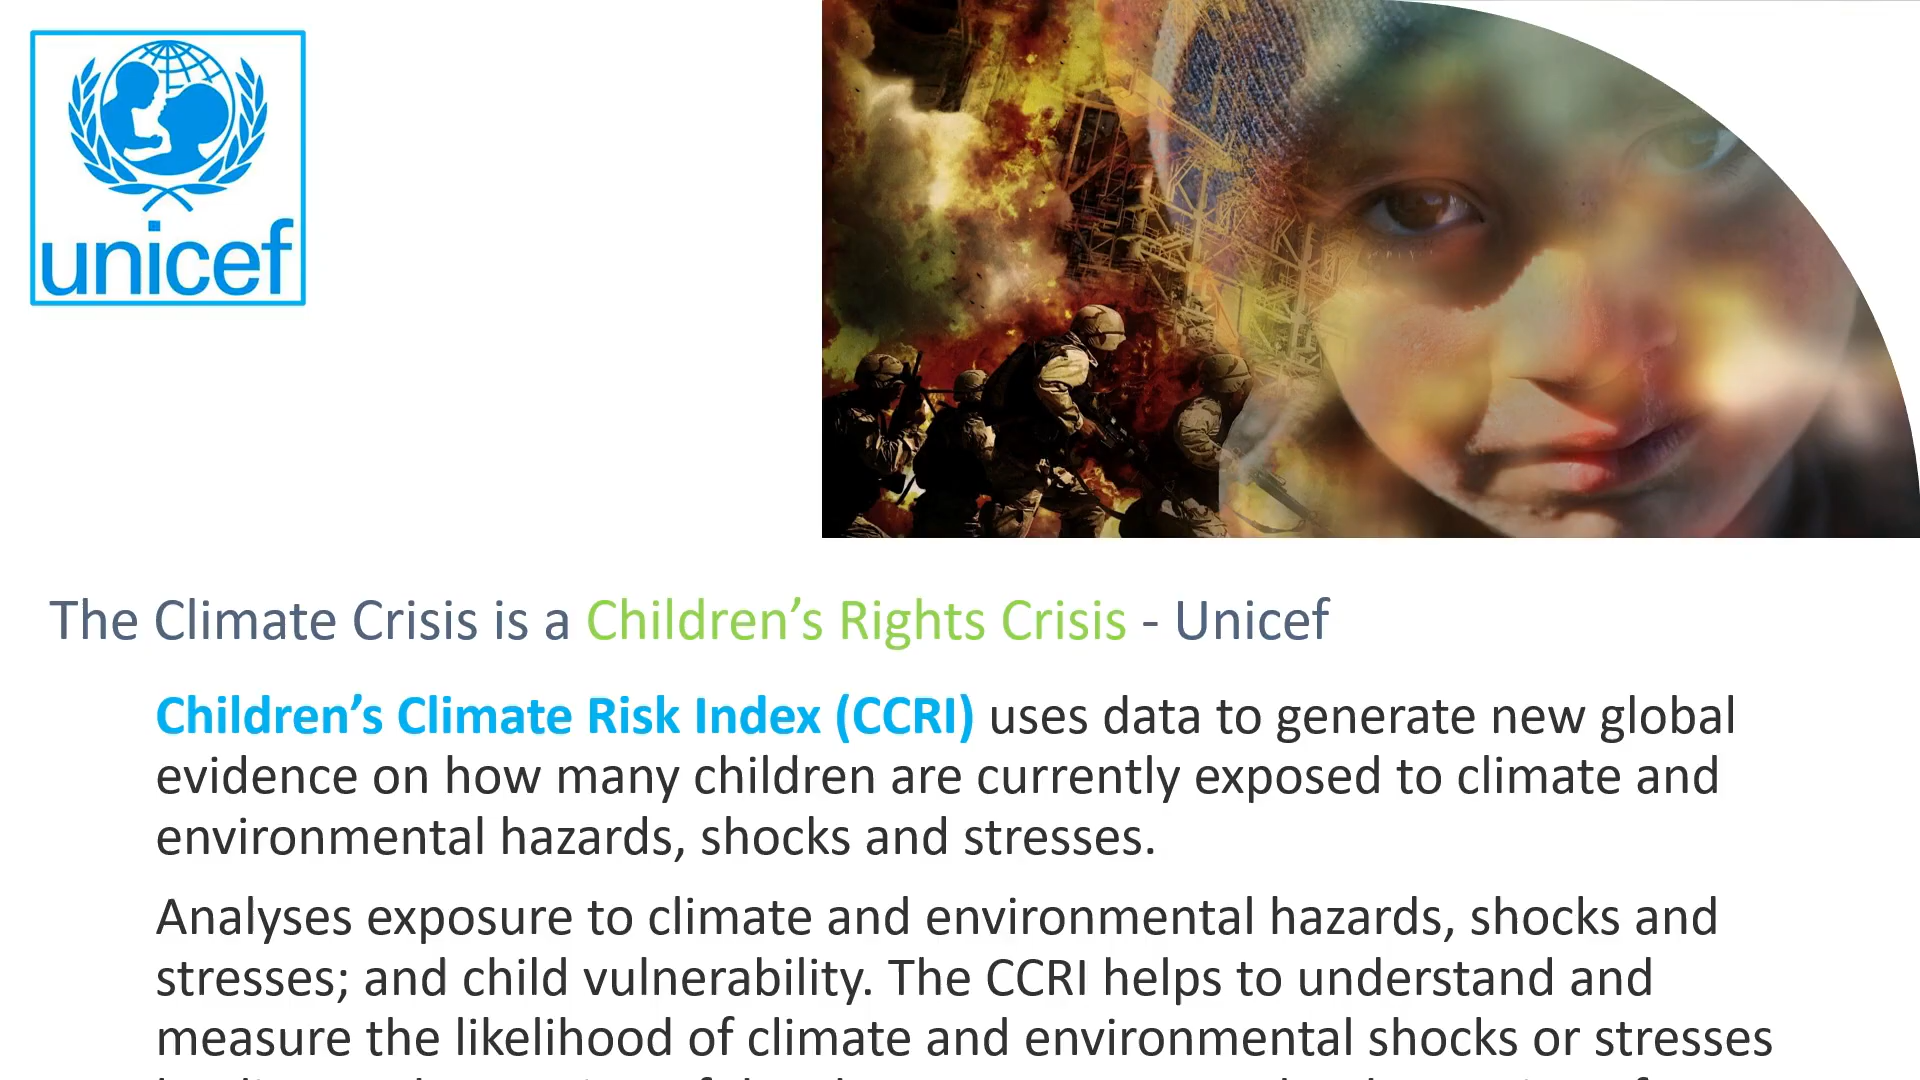 unicef
The Climate Crisis is a Children’s Rights Crisis - Unicef
Children’s Climate Risk Index (CCRI) uses data to generate new global
evidence on how many children are currently exposed to climate and
environmental hazards, shocks and stresses.
Analyses exposure to climate and environmental hazards, shocks and
stresses; and child vulnerability. The CCRI helps to understand and
measure the likelihood of climate and environmental shocks or stresses